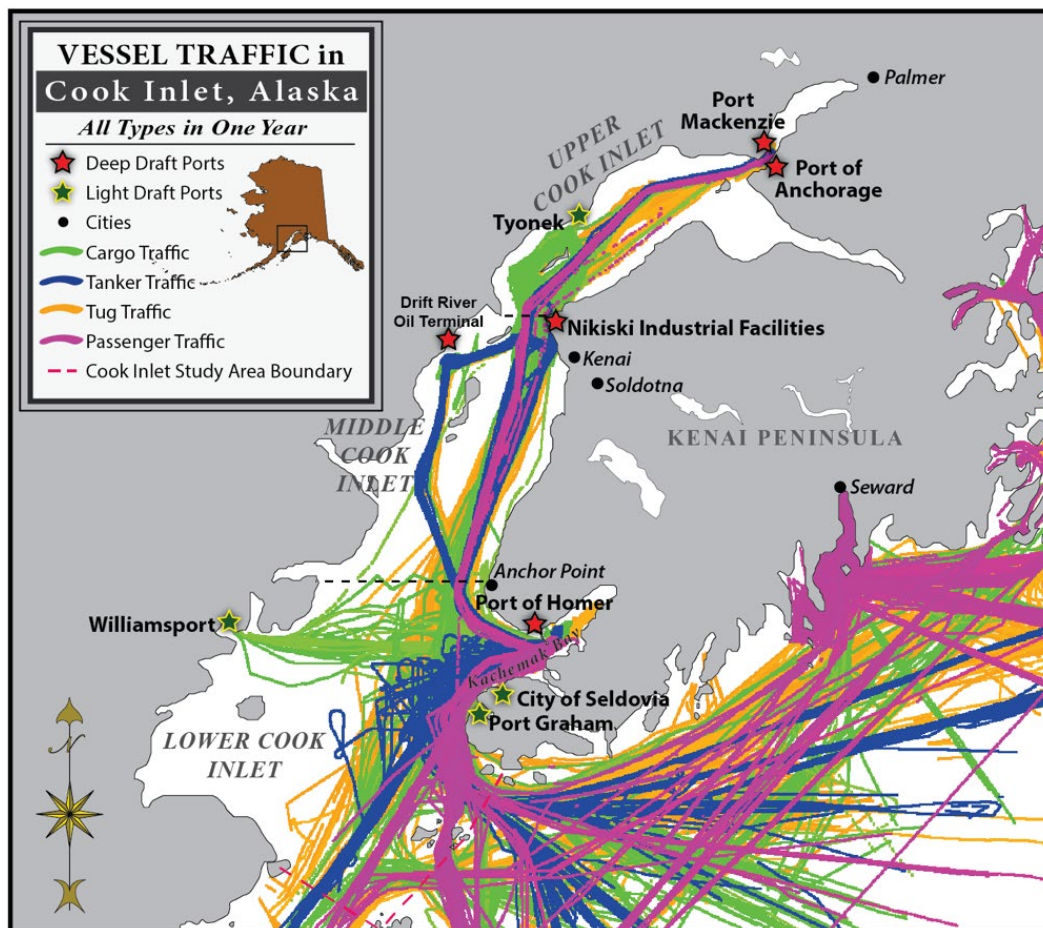 VESSEL TRAFFIC in
Cook Inlet, Alaska
All Types in One Year
Deep Draft Ports
Light Draft Ports
Cities
Cargo Traffic
Tanker Traffic
Tug Traffic
Passenger Traffic
Cook Inlet Study Area Boundary
Palmer
Port
Mackenzie
UPPER
COOK INLET
Port of
Anchorage
Tyonek
Drift River
Oil Terminal
Nikiski Industrial Facilities
Kenai
Soldotna
MIDDLE
COOK
INLET
KENAI PENINSULA
Seward
Anchor Point
Port of Homer
Williamsport
Kachemak Bay
City of Seldovia
Port Graham
LOWER COOK
INLET
N